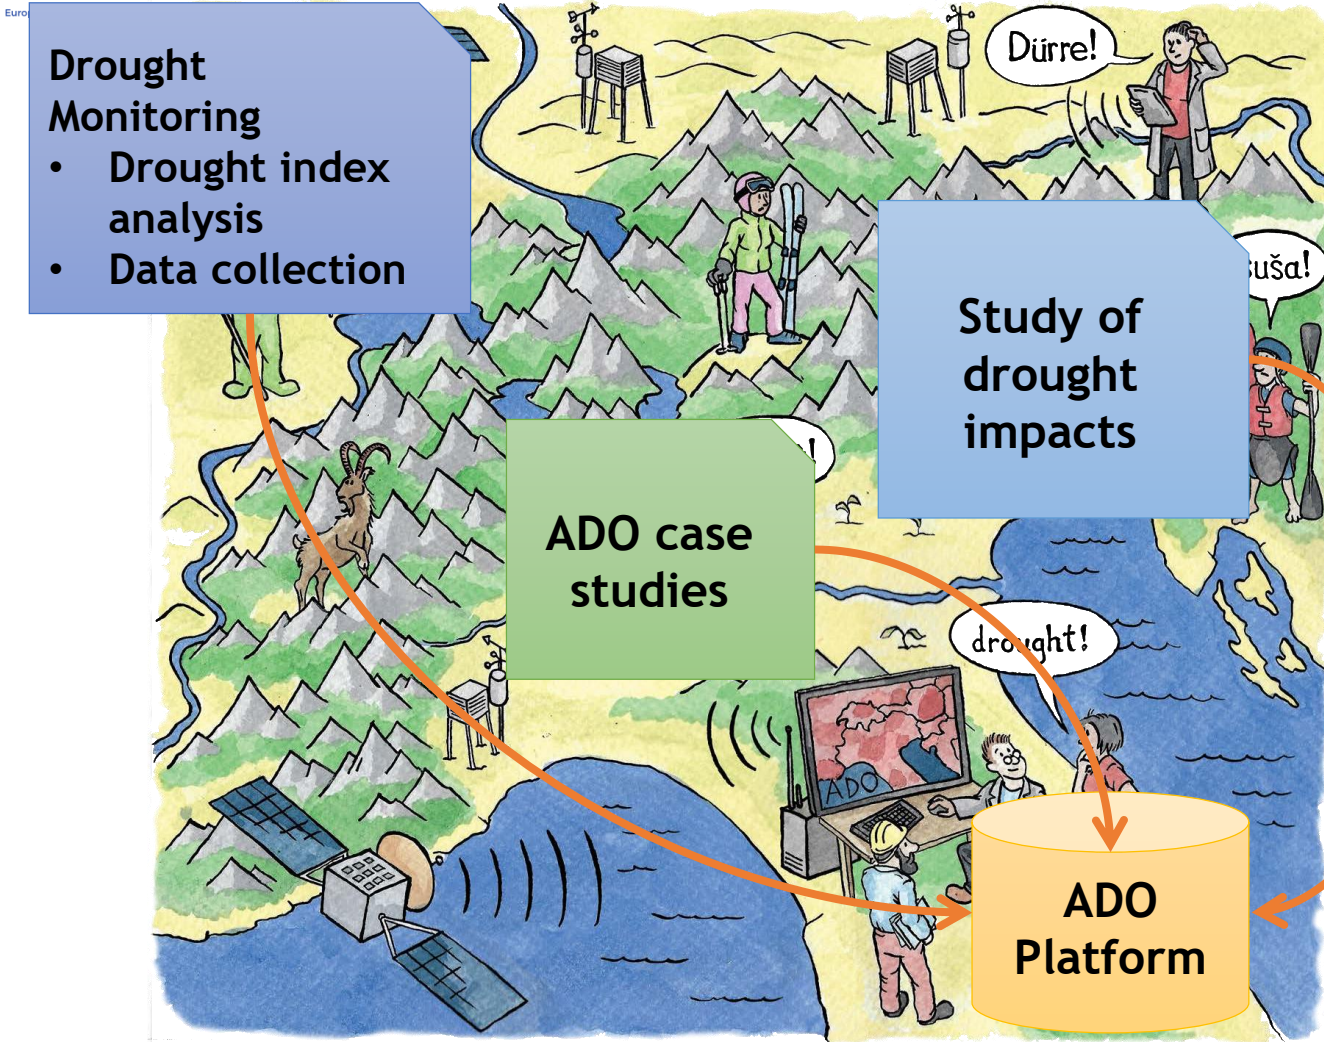 Drought
Monitoring
• Drought index
analysis
• Data collection
Dürre!
Study of
drought
impacts
ADO case
studies
drought!
ADO
ADO
Platform